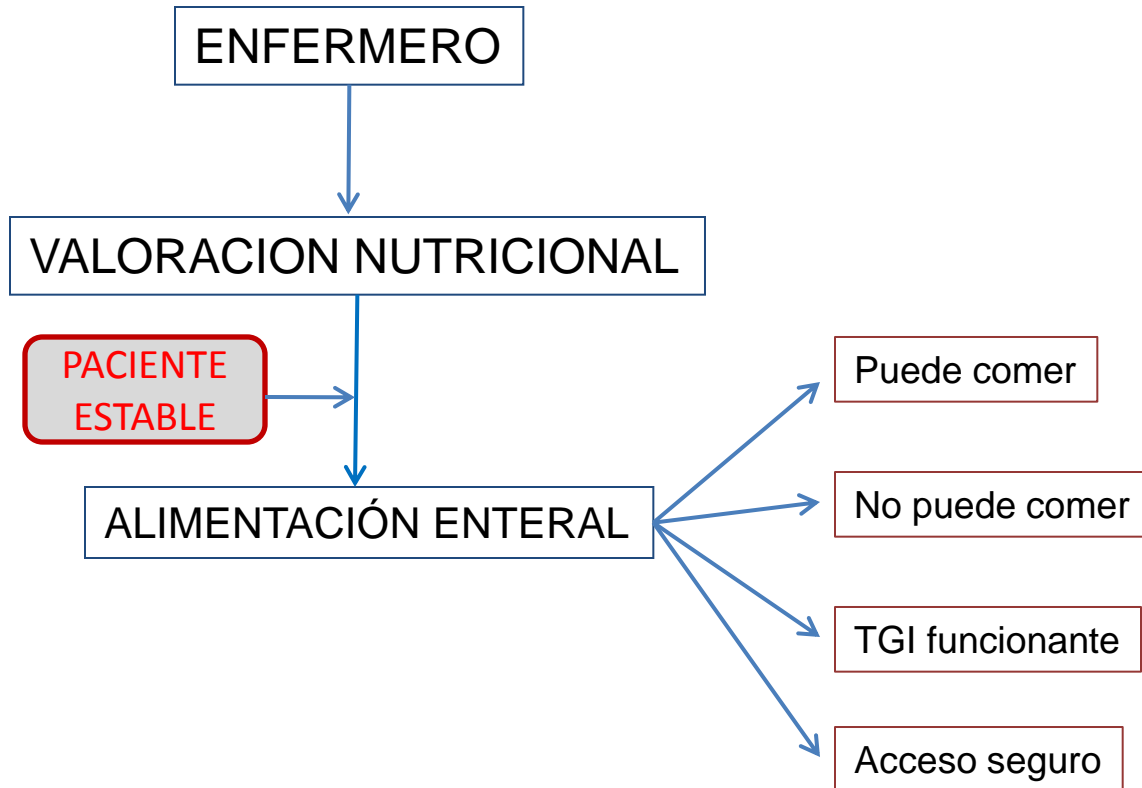 ENFERMERO
VALORACION NUTRICIONAL
PACIENTE
ESTABLE
ALIMENTACIÓN ENTERAL
Puede comer
No puede comer
TGI funcionante
Acceso seguro